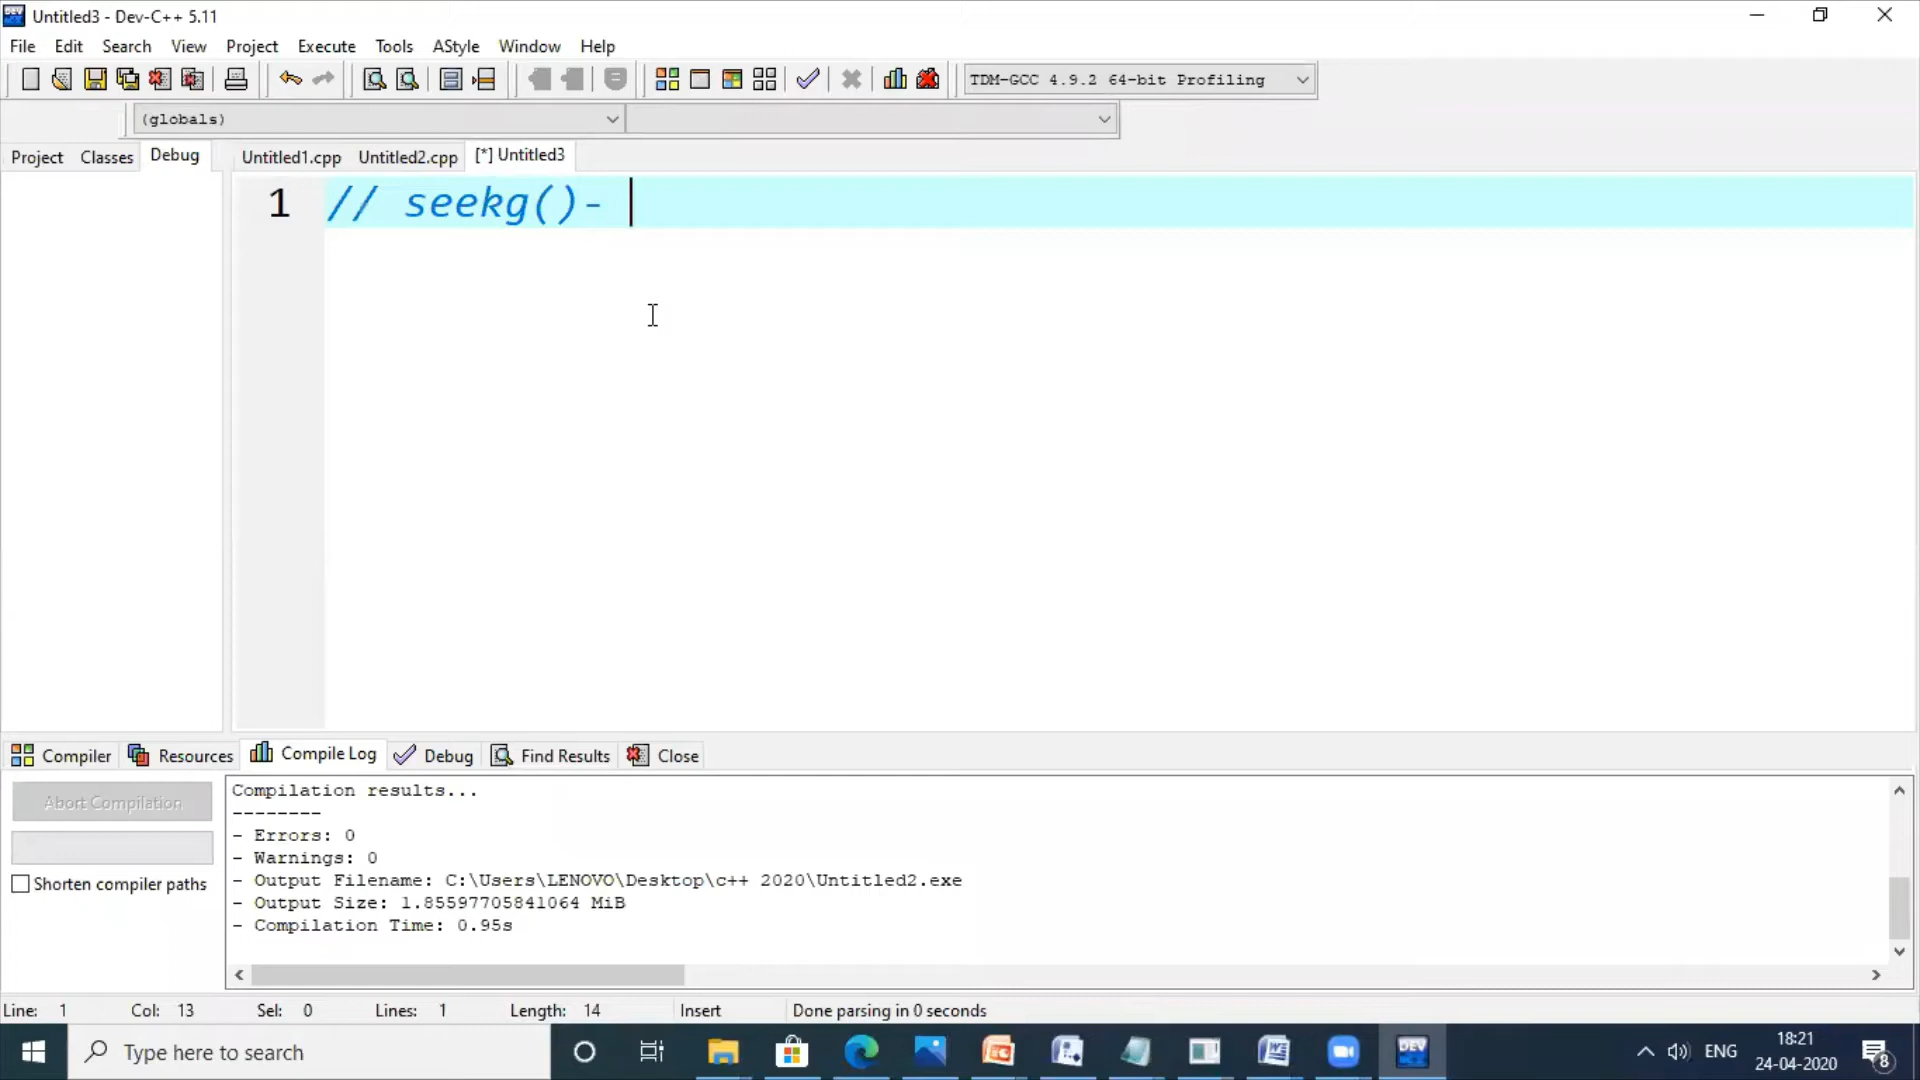 Untitled3 - Dev-C++ 5.11
File Edit Search View Project Execute Tools AStyle Window Help
TDM-GCC 4.9.2 64-bit Profiling
(globals)
Project Classes Debug Untitled1.cpp Untitled2.cpp [*] Untitled3
1 // seekg()-
Compiler Resources Compile Log Debug Find Results Close
Abort Compilation
Shorten compiler paths
Compilation results...
--------
- Errors: 0
- Warnings: 0
- Output Filename: C:\Users\LENOVO\Desktop\c++ 2020\Untitled2.exe
- Output Size: 1.85597705841064 MiB
- Compilation Time: 0.95s
Line: 1 Col: 13 Sel: 0 Lines: 1 Length: 14 Insert Done parsing in 0 seconds
Type here to search
DEV
ENG
18:21
24-04-2020
8